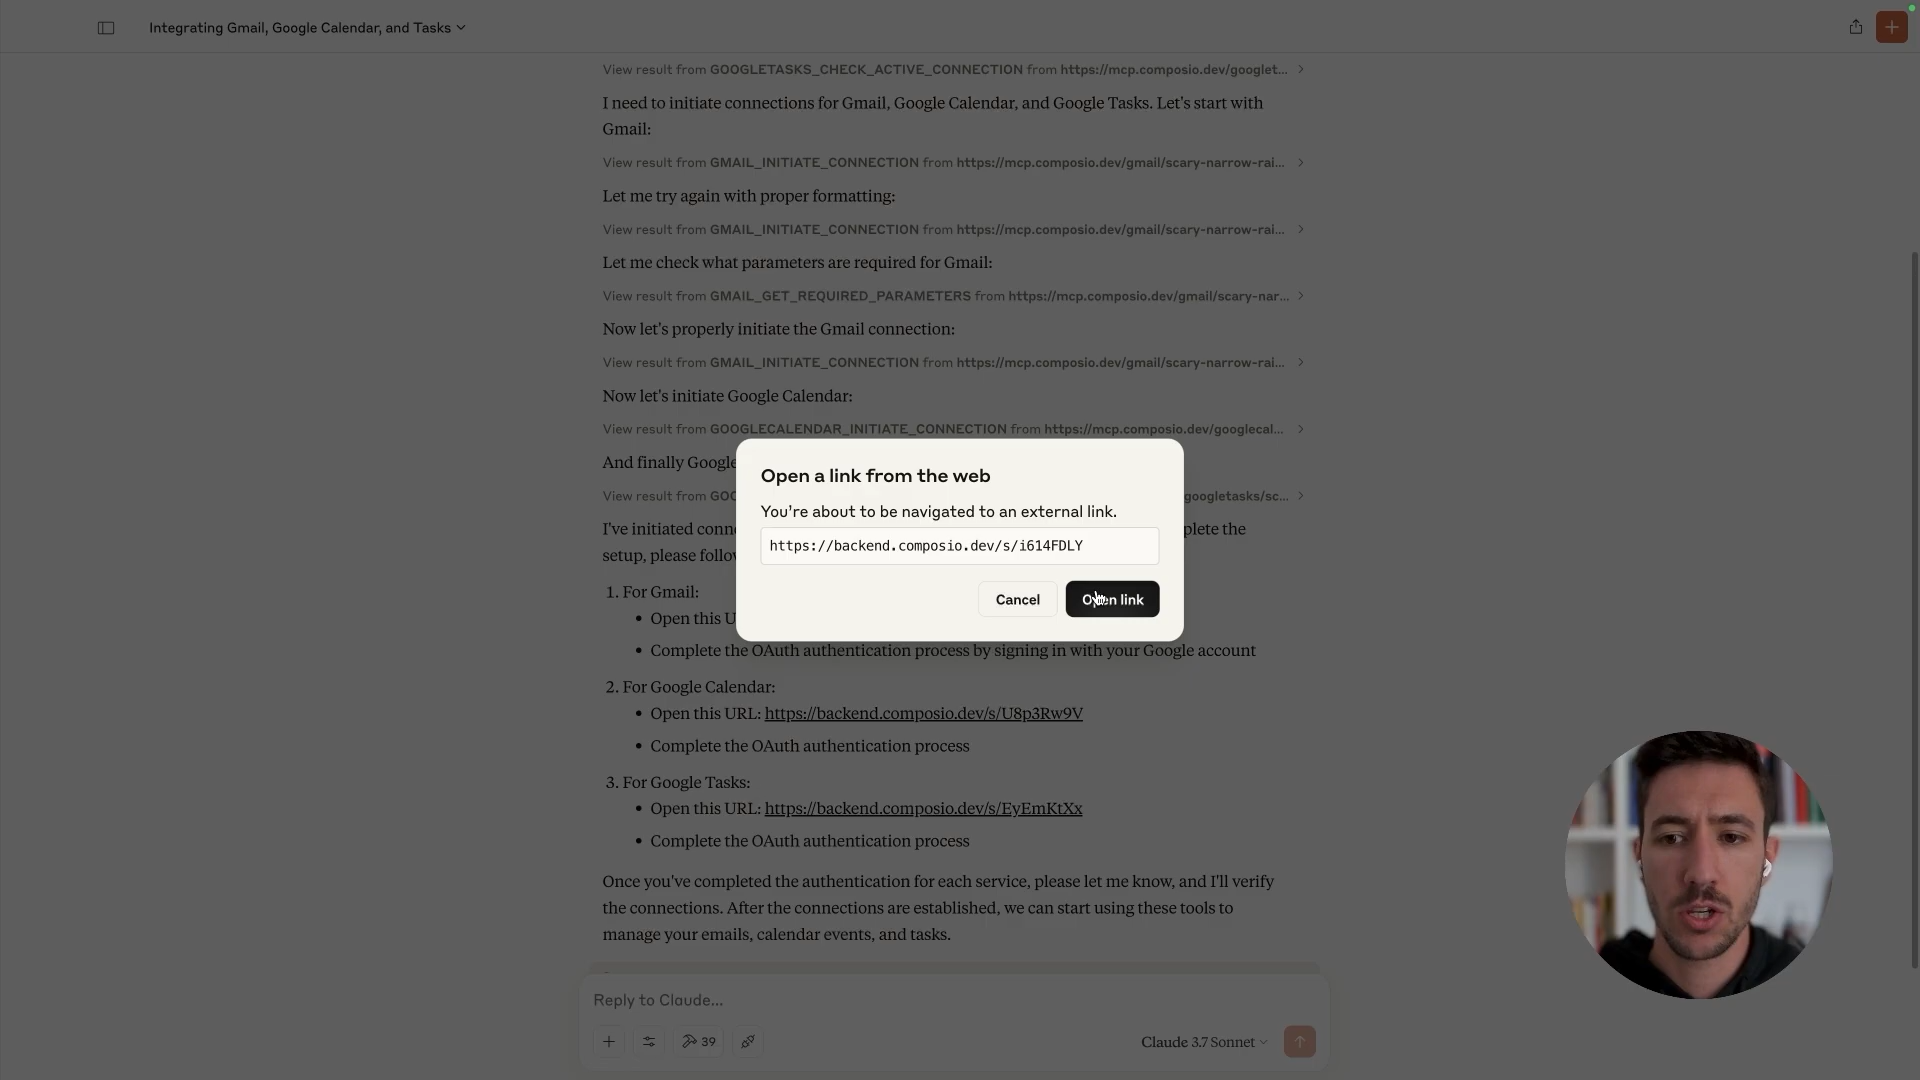 Integrating Gmail, Google Calendar, and Tasks
View result from GOOGLETASKS_CHECK_ACTIVE_CONNECTION from https://mcp.composio.dev/googlet...
I need to initiate connections for Gmail, Google Calendar, and Google Tasks. Let's start with
Gmail:
View result from GMAIL_INITIATE_CONNECTION from https://mcp.composio.dev/gmail/scary-narrow-rai...
Let me try again with proper formatting:
View result from GMAIL_INITIATE_CONNECTION from https://mcp.composio.dev/gmail/scary-narrow-rai...
Let me check what parameters are required for Gmail:
View result from GMAIL_GET_REQUIRED_PARAMETERS from https://mcp.composio.dev/gmail/scary-nar...
Now let's properly initiate the Gmail connection:
View result from GMAIL_INITIATE_CONNECTION from https://mcp.composio.dev/gmail/scary-narrow-rai...
Now let's initiate Google Calendar:
View result from GOOGLECALENDAR_INITIATE_CONNECTION from https://mcp.composio.dev/googlecal...
And finally Google
View result from GOO
googletasks/sc...
I've initiated conn
plete the
setup, please follow
Open a link from the web
You're about to be navigated to an external link.
https://backend.composio.dev/s/i614FDLY
Cancel
Open link
1. For Gmail:
• Open this U
• Complete the OAuth authentication process by signing in with your Google account
2. For Google Calendar:
• Open this URL: https://backend.composio.dev/s/U8p3Rw9V
• Complete the OAuth authentication process
3. For Google Tasks:
• Open this URL: https://backend.composio.dev/s/EyEmKtXx
• Complete the OAuth authentication process
Once you've completed the authentication for each service, please let me know, and I'll verify
the connections. After the connections are established, we can start using these tools to
manage your emails, calendar events, and tasks.
Reply to Claude...
39
Claude 3.7 Sonnet